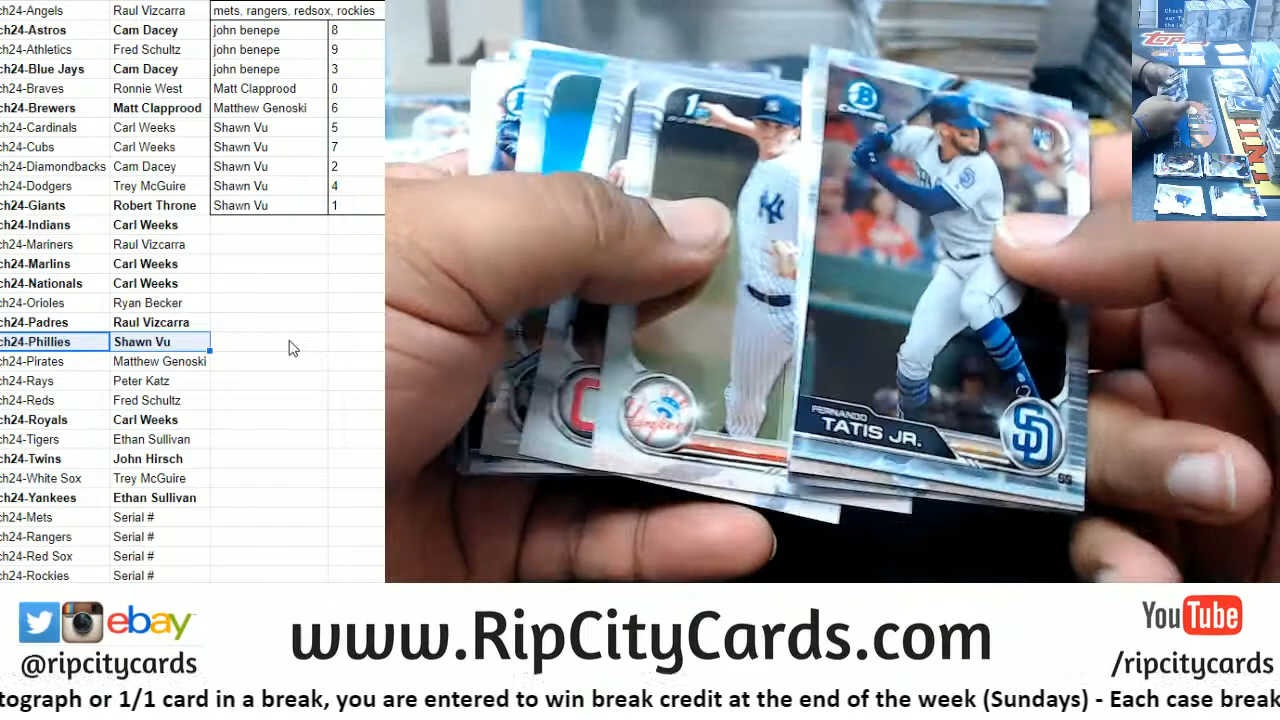 ch24-Angels Raul Vizcarra mets, rangers, redsox, rockies
ch24-Astros Cam Dacey john benepe 8
ch24-Athletics Fred Schultz john benepe 9
ch24-Blue Jays Cam Dacey john benepe 3
ch24-Braves Ronnie West Matt Clapprood 0
ch24-Brewers Matt Clapprood Matthew Genoski 6
ch24-Cardinals Carl Weeks Shawn Vu 5
ch24-Cubs Carl Weeks Shawn Vu 7
ch24-Diamondbacks Cam Dacey Shawn Vu 2
ch24-Dodgers Trey McGuire Shawn Vu 4
ch24-Giants Robert Throne Shawn Vu 1
ch24-Indians Carl Weeks
ch24-Mariners Raul Vizcarra
ch24-Marlins Carl Weeks
ch24-Nationals Carl Weeks
ch24-Orioles Ryan Becker
ch24-Padres Raul Vizcarra
ch24-Phillies Shawn Vu
ch24-Pirates Matthew Genoski
ch24-Rays Peter Katz
ch24-Reds Fred Schultz
ch24-Royals Carl Weeks
ch24-Tigers Ethan Sullivan
ch24-Twins John Hirsch
ch24-White Sox Trey McGuire
ch24-Yankees Ethan Sullivan
ch24-Mets Serial #
ch24-Rangers Serial #
ch24-Red Sox Serial #
ch24-Rockies Serial #
1st
NY
Yankees
C
B
Chrome
SD
FERNANDO
TATIS JR.
SD
SS
Topps
ebay
@ripcitycards
www.RipCityCards.com
YouTube
/ripcitycards
tograph or 1/1 card in a break, you are entered to win break credit at the end of the week (Sundays) - Each case break